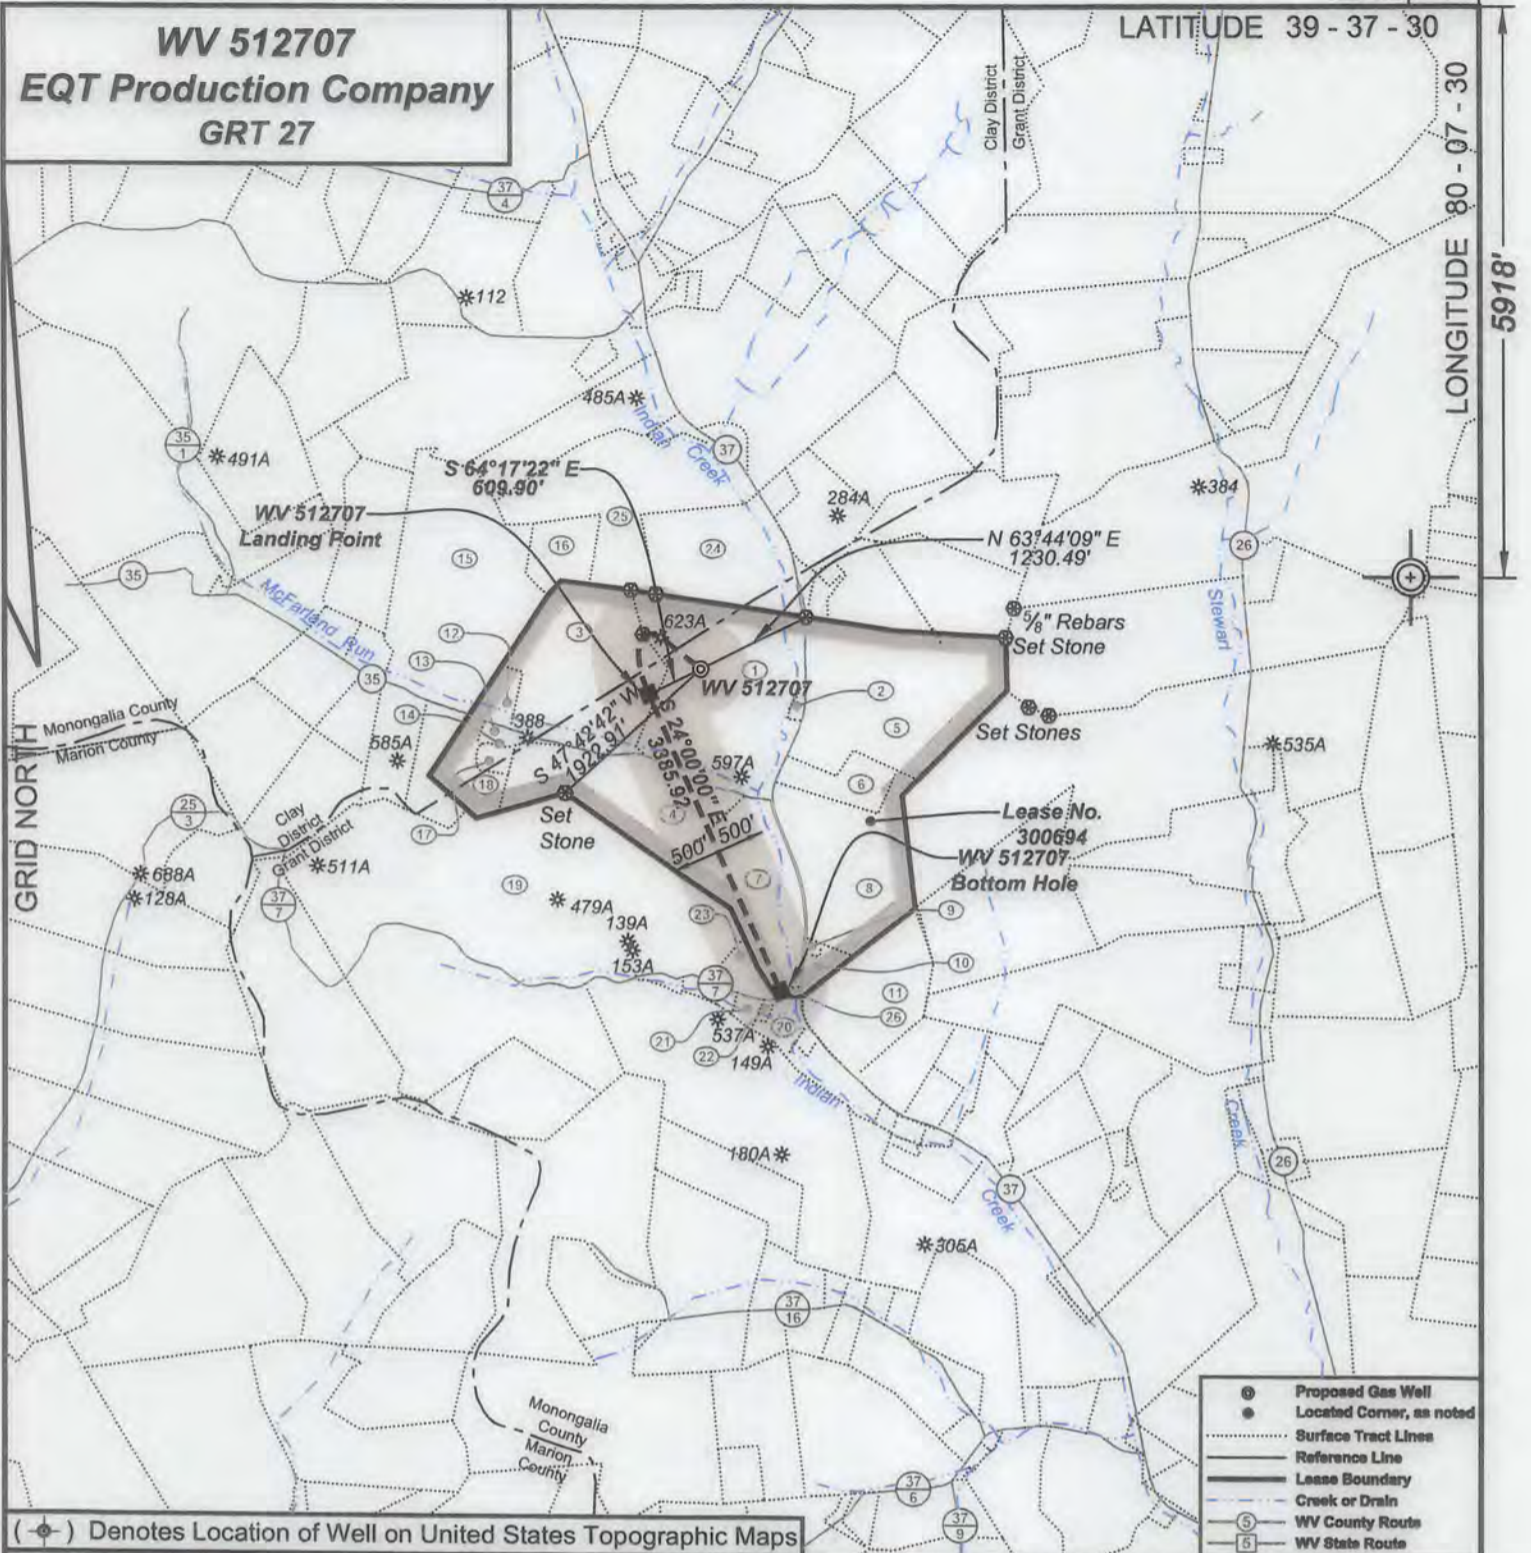 WV 512707
EQT Production Company
GRT 27
LATITUDE 39 - 37 - 30
LONGITUDE 80 - 07 - 30
5918'
Clay District
Grant District
37
4
112
485A
Indian
Creek
37
35
1
491A
S 64°17'22" E
609.90'
WV 512707
Landing Point
284A
384
N 63°44'09" E
1230.49'
26
25
16
15
24
35
McFarland Run
12
13
3
623A
5/8" Rebars
Set Stone
Stewart
1
WV 512707
2
35
14
388
5
Set Stones
GRID NORTH
Monongalia County
Marion County
585A
S 47°42'42" W
1922.91'
S 24°00'00" E
3385.92'
597A
535A
18
6
25
3
Clay
District
Grant District
17
Set
Stone
4
Lease No.
300694
500'
500'
WV 512707
Bottom Hole
688A
128A
511A
37
7
19
479A
7
8
9
23
139A
153A
10
37
7
11
26
21
537A
22
20
149A
Indian
Creek
180A
26
37
Creek
305A
37
16
Monongalia
County
Marion
County
37
6
37
9
Proposed Gas Well
Located Corner, as noted
Surface Tract Lines
Reference Line
Lease Boundary
Creek or Drain
5 WV County Route
5 WV State Route
( ) Denotes Location of Well on United States Topographic Maps